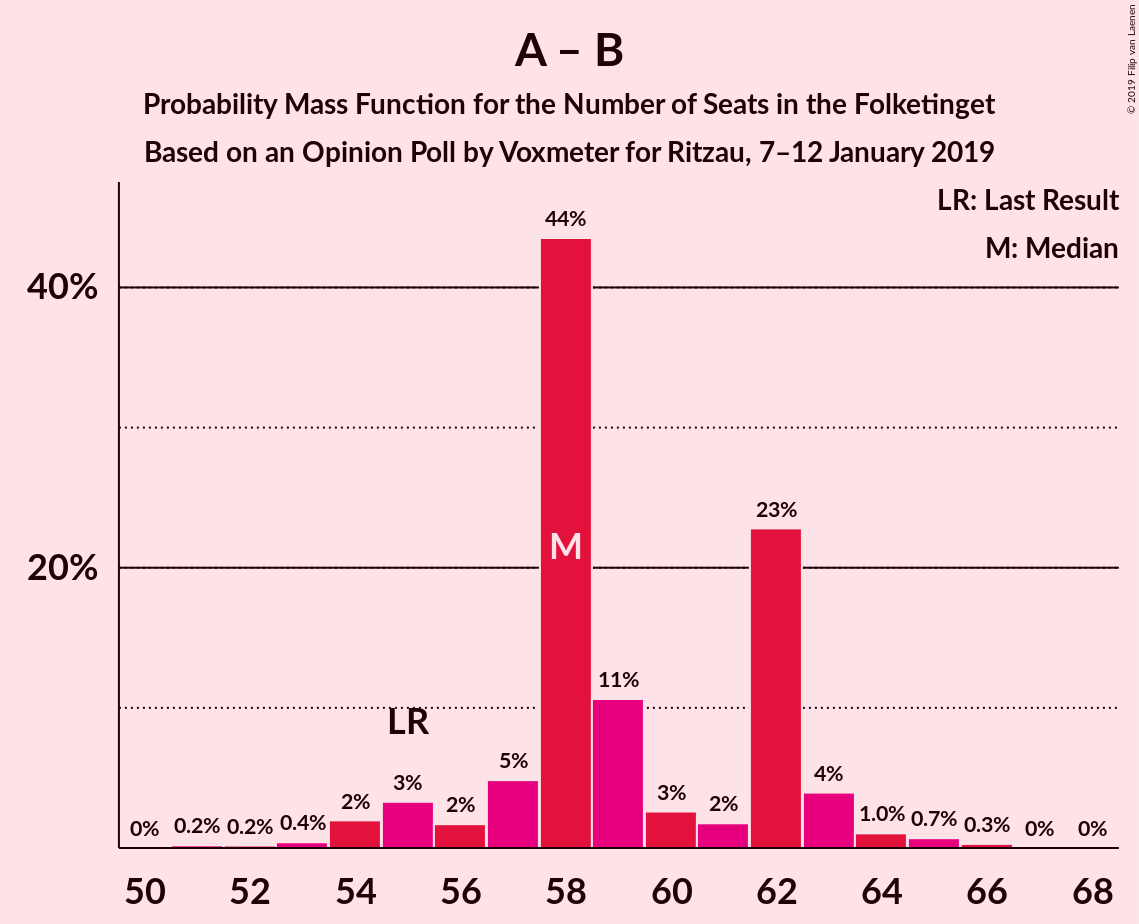 A – B
Probability Mass Function for the Number of Seats in the Folketinget
Based on an Opinion Poll by Voxmeter for Ritzau, 7–12 January 2019
© 2019 Filip van Laenen
LR: Last Result
M: Median
40%
20%
0%
0.2%
0.2%
0.4%
2%
LR
3%
2%
5%
44%
M
11%
3%
2%
23%
4%
1.0%
0.7%
0.3%
0%
0%
50 52 54 56 58 60 62 64 66 68